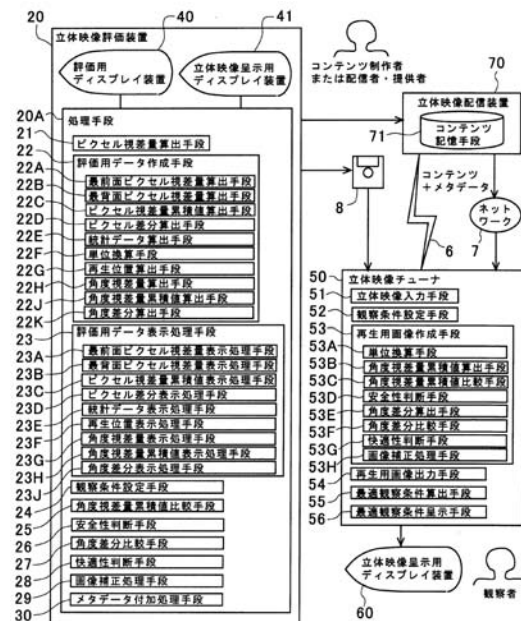 20
立体映像評価装置
40
評価用
ディスプレイ装置
41
立体映像呈示用
ディスプレイ装置
20A
処理手段
21
ピクセル視差量算出手段
22
評価用データ作成手段
22A
最前面ピクセル視差量算出手段
22B
最背面ピクセル視差量算出手段
22C
ピクセル視差量累積値算出手段
22D
ピクセル差分算出手段
22E
統計データ算出手段
22F
単位換算手段
22G
再生位置算出手段
22H
角度視差量算出手段
22J
角度視差量累積値算出手段
22K
角度差分算出手段
23
評価用データ表示処理手段
23A
最前面ピクセル視差量表示処理手段
23B
最背面ピクセル視差量表示処理手段
23C
ピクセル視差量累積値表示処理手段
23D
ピクセル差分表示処理手段
23E
統計データ表示処理手段
23F
再生位置表示処理手段
23G
角度視差量表示処理手段
23H
角度視差量累積値表示処理手段
23J
角度差分表示処理手段
24
観察条件設定手段
25
角度視差量累積値比較手段
26
安全性判断手段
27
角度差分比較手段
28
快適性判断手段
29
画像補正処理手段
30
メタデータ付加処理手段
コンテンツ制作者
または配信者・提供者
70
立体映像配信装置
71
コンテンツ
記憶手段
コンテンツ
+メタデータ
8
6
ネット
ワーク
7
50
立体映像チューナ
51
立体映像入力手段
52
観察条件設定手段
53
再生用画像作成手段
53A
単位換算手段
53B
角度視差量累積値算出手段
53C
角度視差量累積値比較手段
53D
安全性判断手段
53E
角度差分算出手段
53F
角度差分比較手段
53G
快適性判断手段
53H
画像補正処理手段
54
再生用画像出力手段
55
最適観察条件算出手段
56
最適観察条件呈示手段
立体映像呈示用
ディスプレイ装置
60
観察者